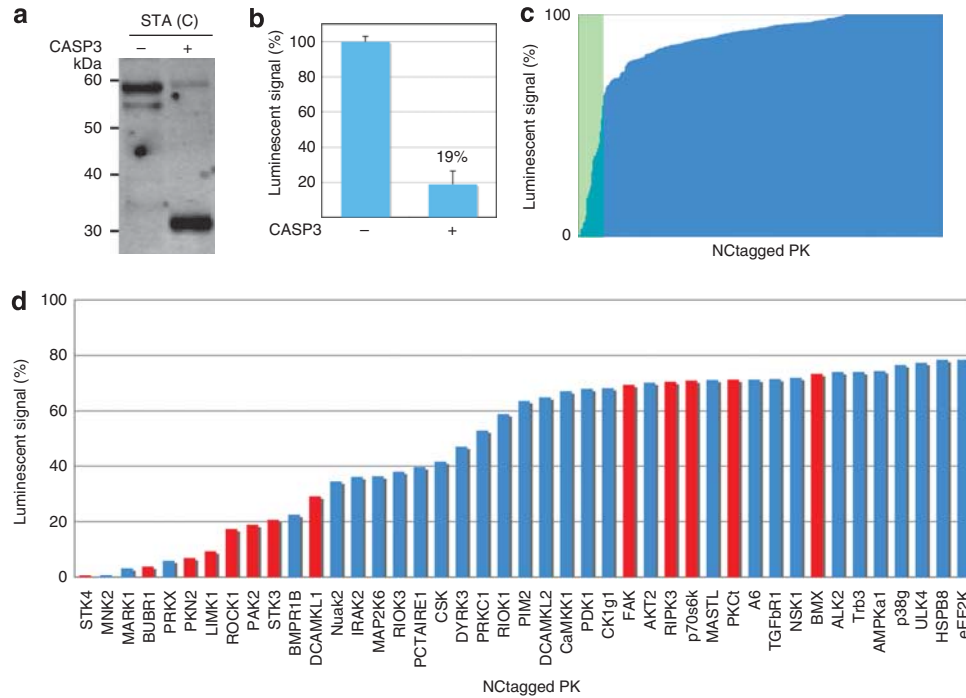 a
STA (C)
CASP3 – +
kDa
60
50
40
30
b
Luminescent signal (%)
100
80
60
40
20
19%
CASP3 – +
c
Luminescent signal (%)
100
0
NCtagged PK
d
Luminescent signal (%)
100
80
60
40
20
0
STK4
MNK2
MARK1
BUBR1
PRKX
PKN2
LIMK1
ROCK1
PAK2
STK3
BMPR1B
DCAMKL1
Nuak2
IRAK2
MAP2K6
RIOK3
PCTAIRE1
CSK
DYRK3
PRKC1
RIOK1
PIM2
DCAMKL2
CaMKK1
PDK1
CK1g1
FAK
AKT2
RIPK3
p70s6k
MASTL
PKCt
A6
TGFbR1
NSK1
BMX
ALK2
Trb3
AMPKa1
p38g
ULK4
HSPB8
eEF2K
NCtagged PK